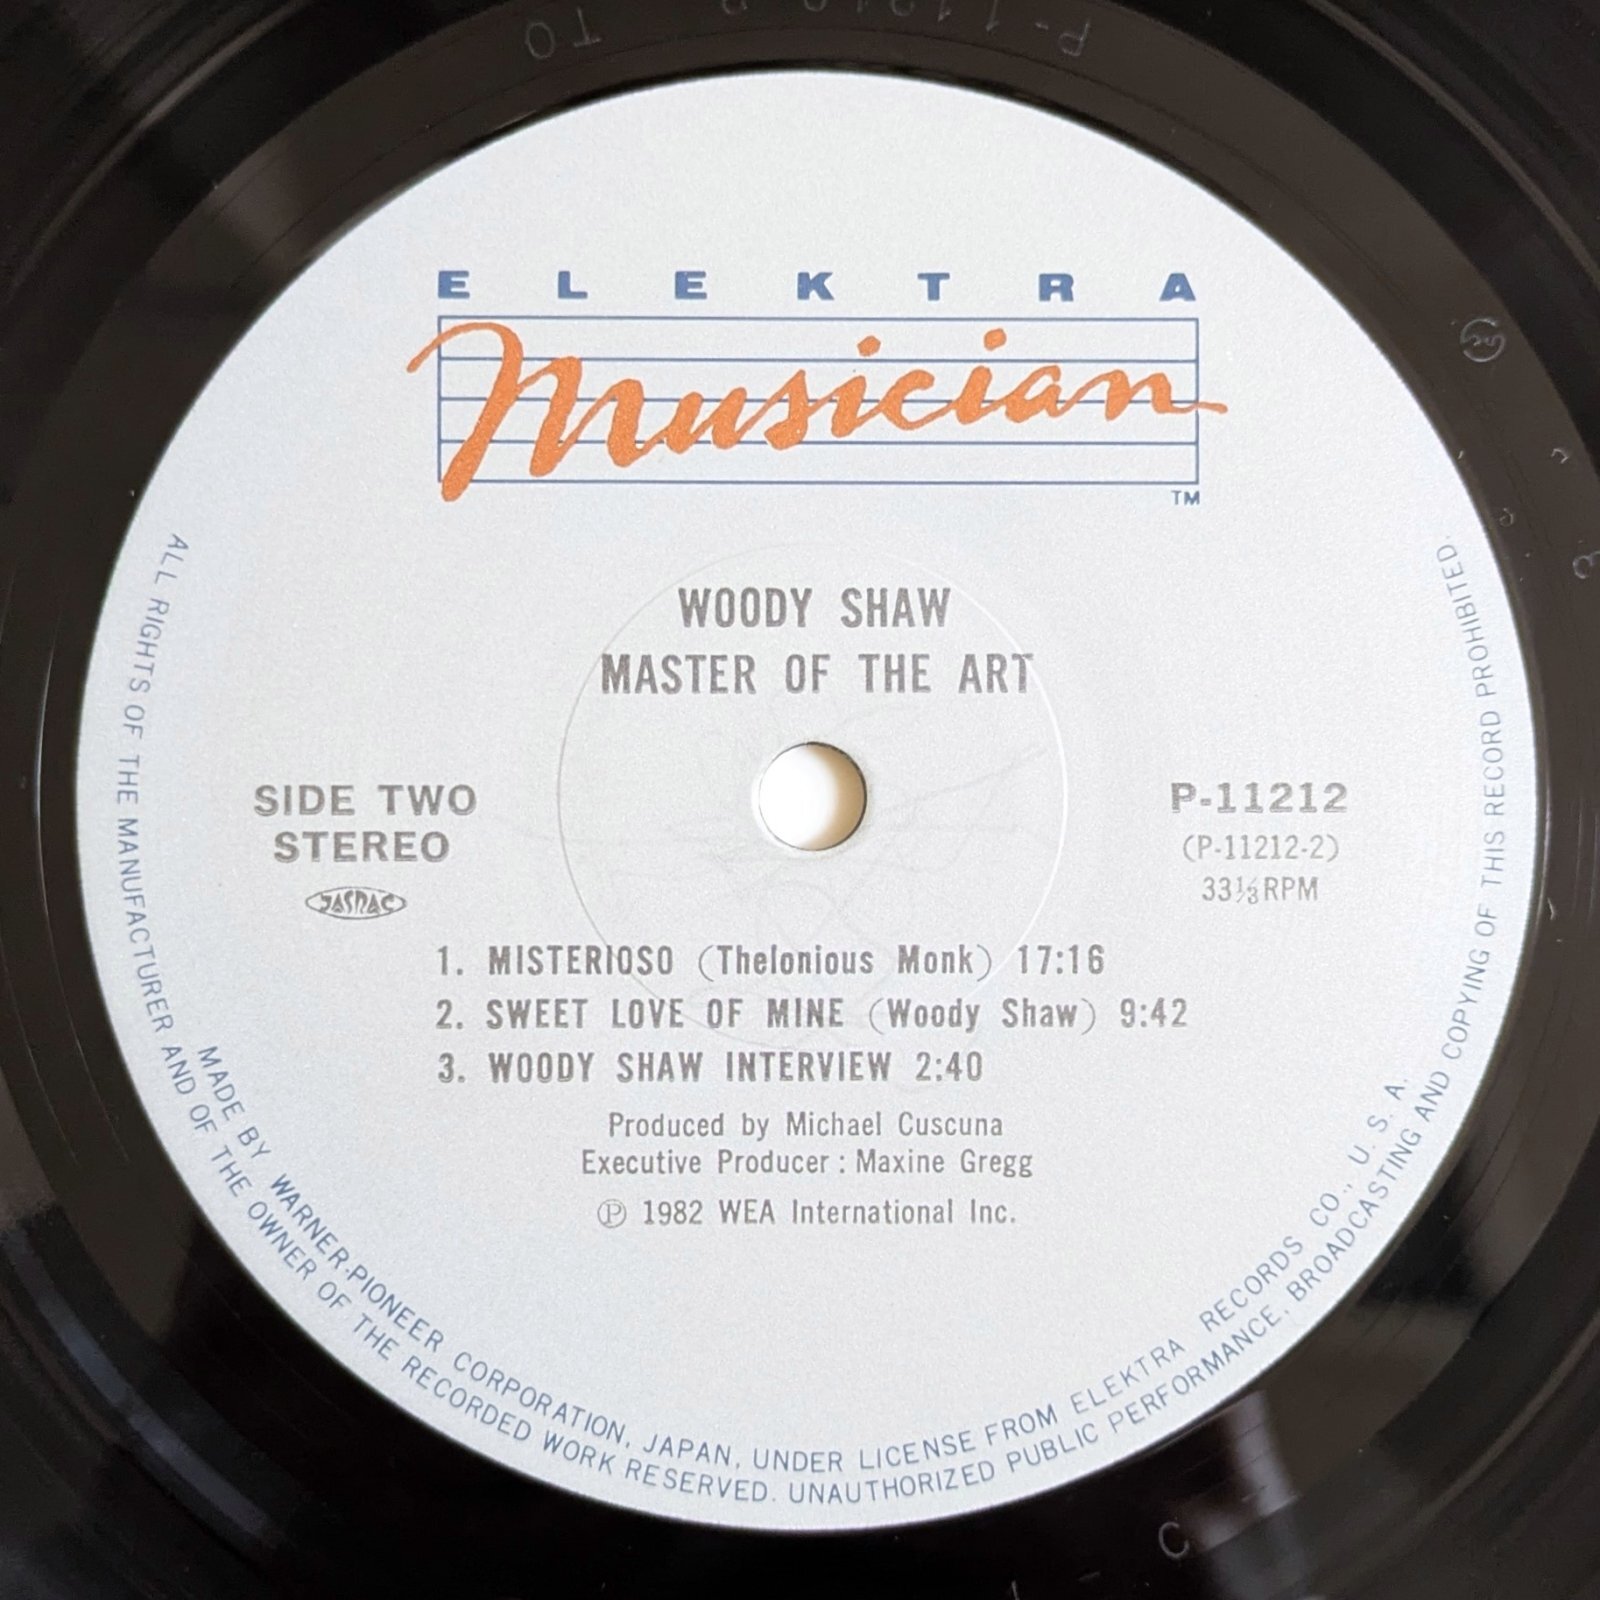 ELEKTRA
Musician
TM
WOODY SHAW
MASTER OF THE ART
SIDE TWO
STEREO
JASRAC
P-11212
(P-11212-2)
33⅓RPM
1. MISTERIOSO (Thelonious Monk) 17:16
2. SWEET LOVE OF MINE (Woody Shaw) 9:42
3. WOODY SHAW INTERVIEW 2:40
Produced by Michael Cuscuna
Executive Producer : Maxine Gregg
Ⓟ 1982 WEA International Inc.
MADE BY WARNER-PIONEER CORPORATION, JAPAN, UNDER LICENSE FROM ELEKTRA RECORDS CO., U. S. A.
ALL RIGHTS OF THE MANUFACTURER AND OF THE OWNER OF THE RECORDED WORK RESERVED. UNAUTHORIZED PUBLIC PERFORMANCE, BROADCASTING AND COPYING OF THIS RECORD PROHIBITED.